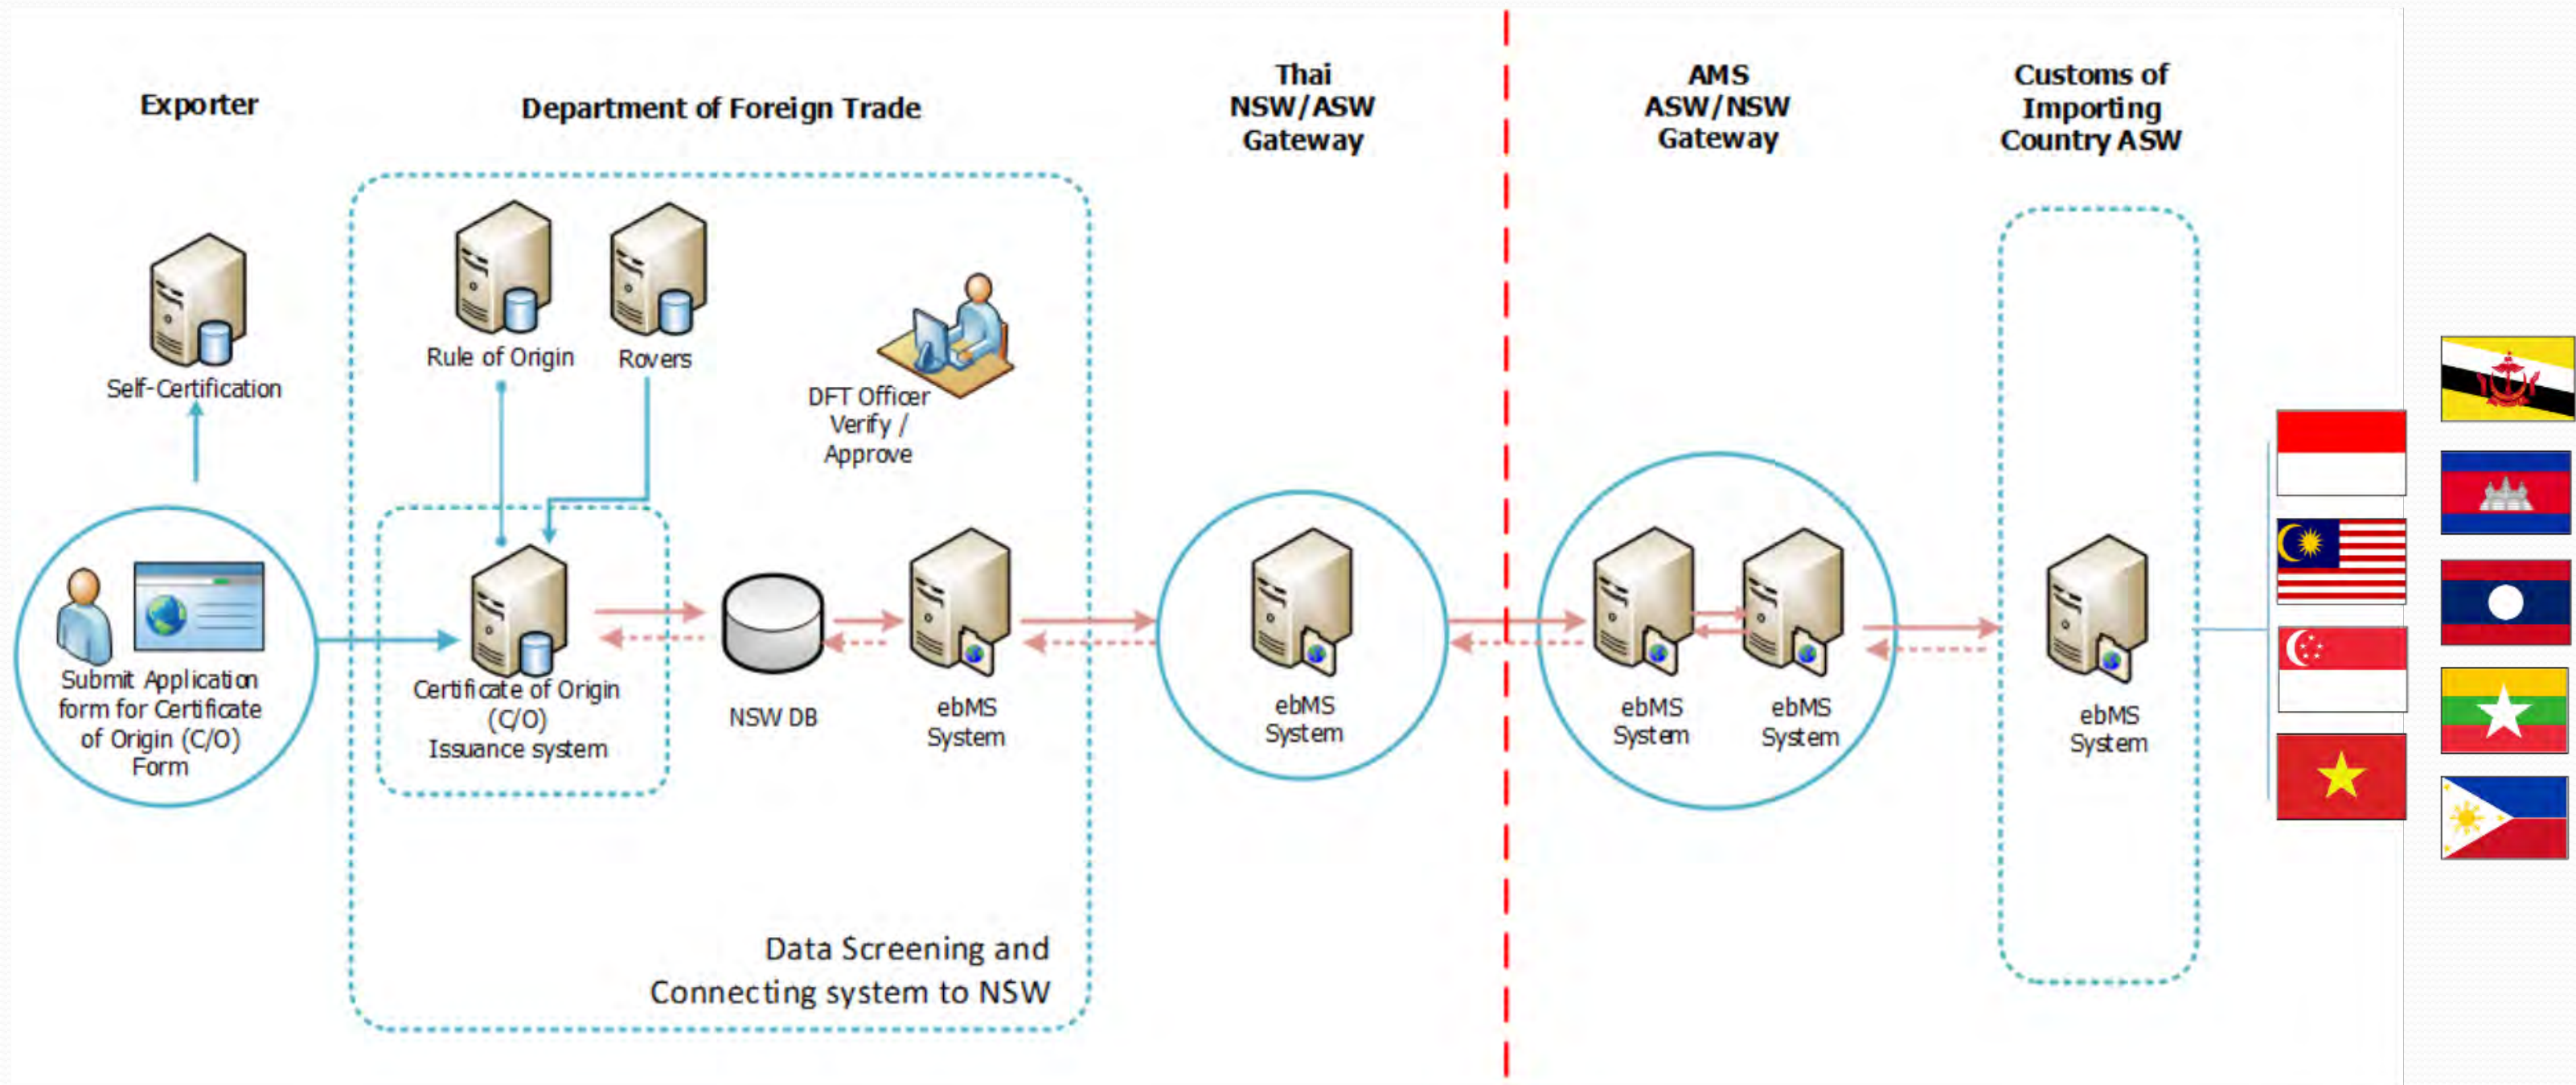 Exporter
Department of Foreign Trade
Thai
NSW/ASW
Gateway
AMS
ASW/NSW
Gateway
Customs of
Importing
Country ASW
Self-Certification
Rule of Origin
Rovers
DFT Officer
Verify /
Approve
Submit Application
form for Certificate
of Origin (C/O)
Form
Certificate of Origin
(C/O)
Issuance system
NSW DB
ebMS
System
ebMS
System
ebMS
System
ebMS
System
ebMS
System
Data Screening and
Connecting system to NSW